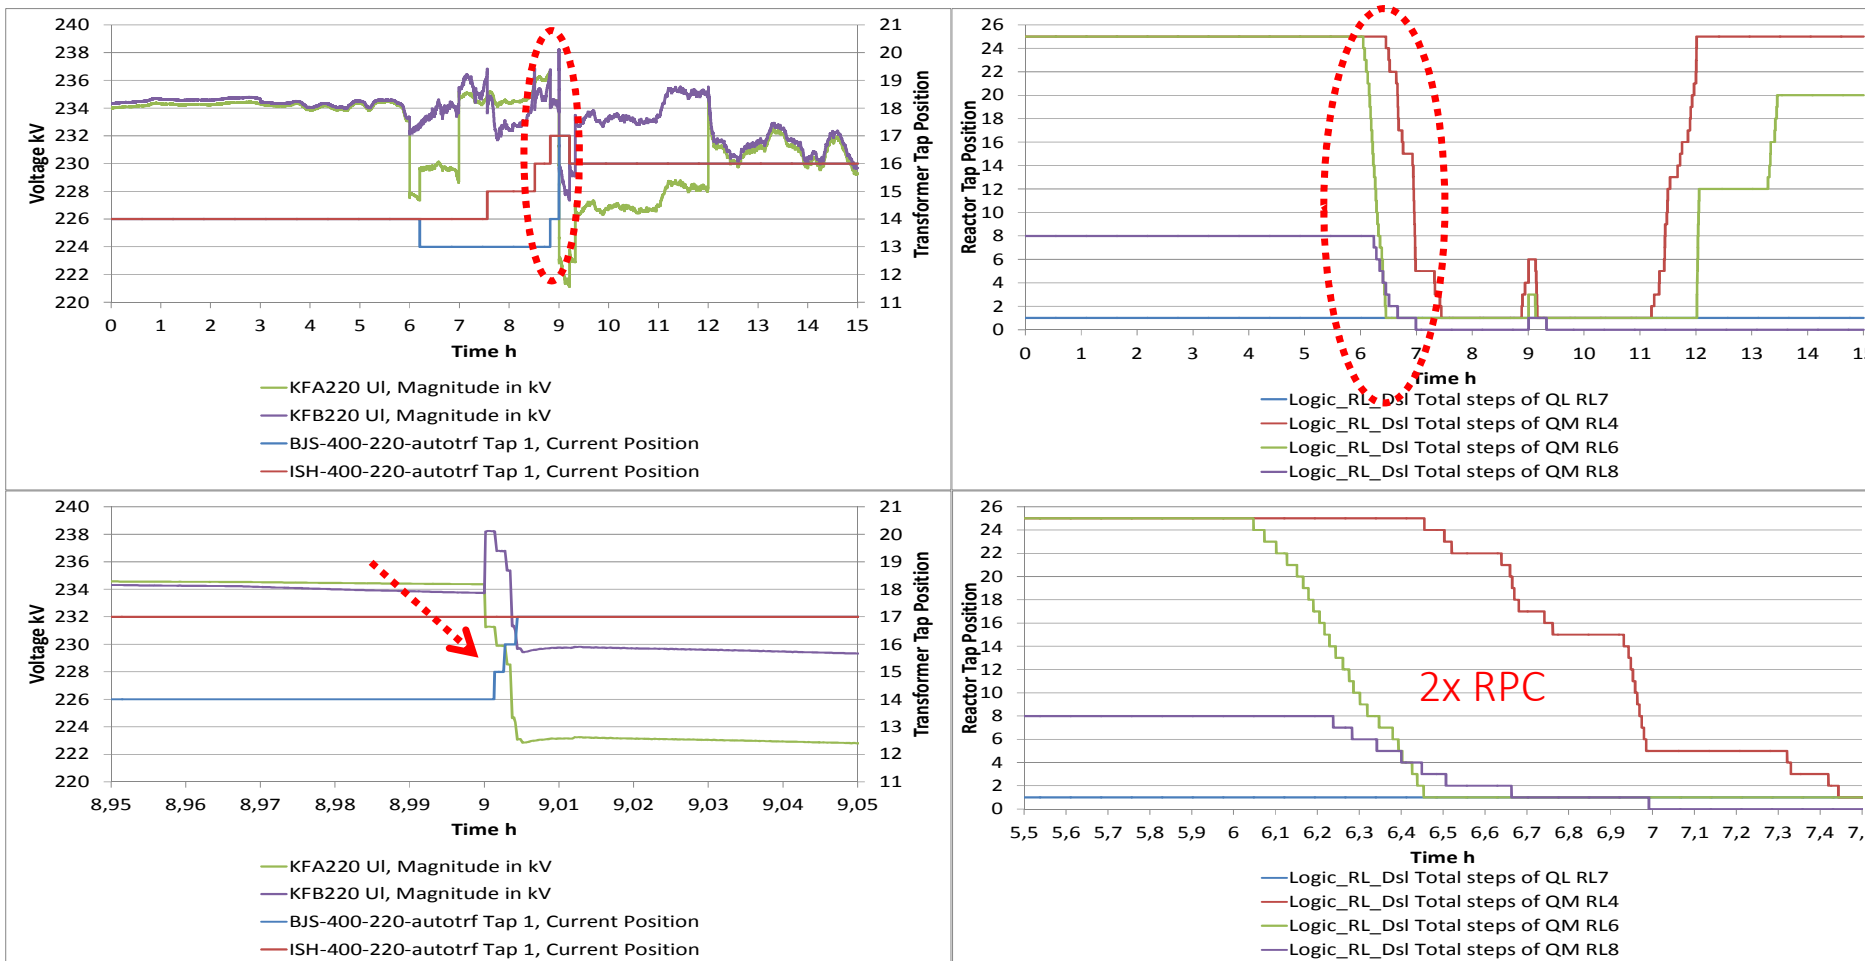 240
238
236
234
232
230
228
226
224
222
220
Voltage kV
21
20
19
18
17
16
15
14
13
12
11
Transformer Tap Position
0 1 2 3 4 5 6 7 8 9 10 11 12 13 14 15
Time h
KFA220 Ul, Magnitude in kV
KFB220 Ul, Magnitude in kV
BJS-400-220-autotrf Tap 1, Current Position
ISH-400-220-autotrf Tap 1, Current Position
26
24
22
20
18
16
14
12
10
8
6
4
2
0
Reactor Tap Position
0 1 2 3 4 5 6 7 8 9 10 11 12 13 14
Time h
Logic_RL_Dsl Total steps of QL RL7
Logic_RL_Dsl Total steps of QM RL4
Logic_RL_Dsl Total steps of QM RL6
Logic_RL_Dsl Total steps of QM RL8
240
238
236
234
232
230
228
226
224
222
220
Voltage kV
21
20
19
18
17
16
15
14
13
12
11
Transformer Tap Position
8,95 8,96 8,97 8,98 8,99 9 9,01 9,02 9,03 9,04 9,05
Time h
KFA220 Ul, Magnitude in kV
KFB220 Ul, Magnitude in kV
BJS-400-220-autotrf Tap 1, Current Position
ISH-400-220-autotrf Tap 1, Current Position
26
24
22
20
18
16
14
12
10
8
6
4
2
0
Reactor Tap Position
2x RPC
5,5 5,6 5,7 5,8 5,9 6 6,1 6,2 6,3 6,4 6,5 6,6 6,7 6,8 6,9 7 7,1 7,2 7,3 7,4
Time h
Logic_RL_Dsl Total steps of QL RL7
Logic_RL_Dsl Total steps of QM RL4
Logic_RL_Dsl Total steps of QM RL6
Logic_RL_Dsl Total steps of QM RL8